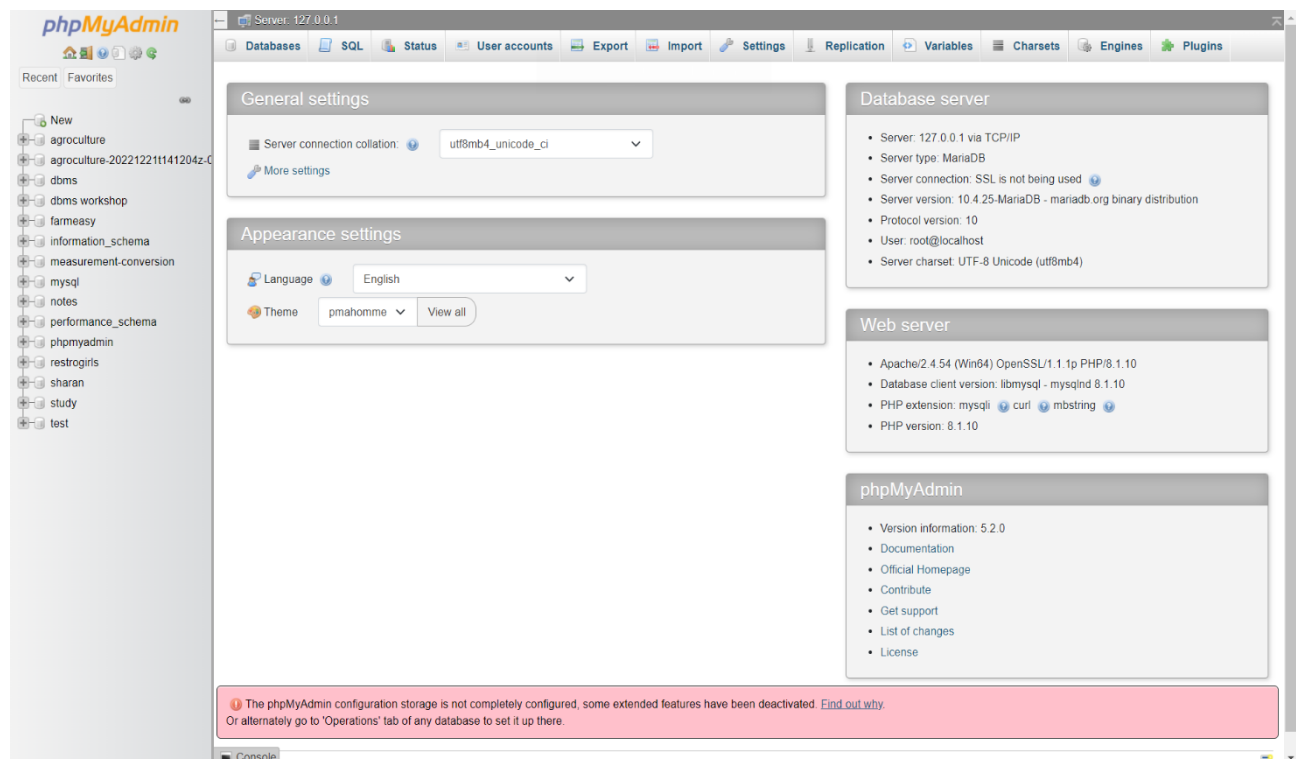 phpMyAdmin
Recent Favorites
New
agroculture
agroculture-20221221t141204z-0
dbms
dbms workshop
farmeasy
information_schema
measurement-conversion
mysql
notes
performance_schema
phpmyadmin
restrogirls
sharan
study
test
Server: 127.0.0.1
Databases SQL Status User accounts Export Import Settings Replication Variables Charsets Engines Plugins
General settings
Server connection collation: utf8mb4_unicode_ci
More settings
Appearance settings
Language English
Theme pmahomme View all
Database server
Server: 127.0.0.1 via TCP/IP
Server type: MariaDB
Server connection: SSL is not being used
Server version: 10.4.25-MariaDB - mariadb.org binary distribution
Protocol version: 10
User: root@localhost
Server charset: UTF-8 Unicode (utf8mb4)
Web server
Apache/2.4.54 (Win64) OpenSSL/1.1.1p PHP/8.1.10
Database client version: libmysql - mysqlnd 8.1.10
PHP extension: mysqli curl mbstring
PHP version: 8.1.10
phpMyAdmin
Version information: 5.2.0
Documentation
Official Homepage
Contribute
Get support
List of changes
License
The phpMyAdmin configuration storage is not completely configured, some extended features have been deactivated. Find out why.
Or alternately go to 'Operations' tab of any database to set it up there.
Console